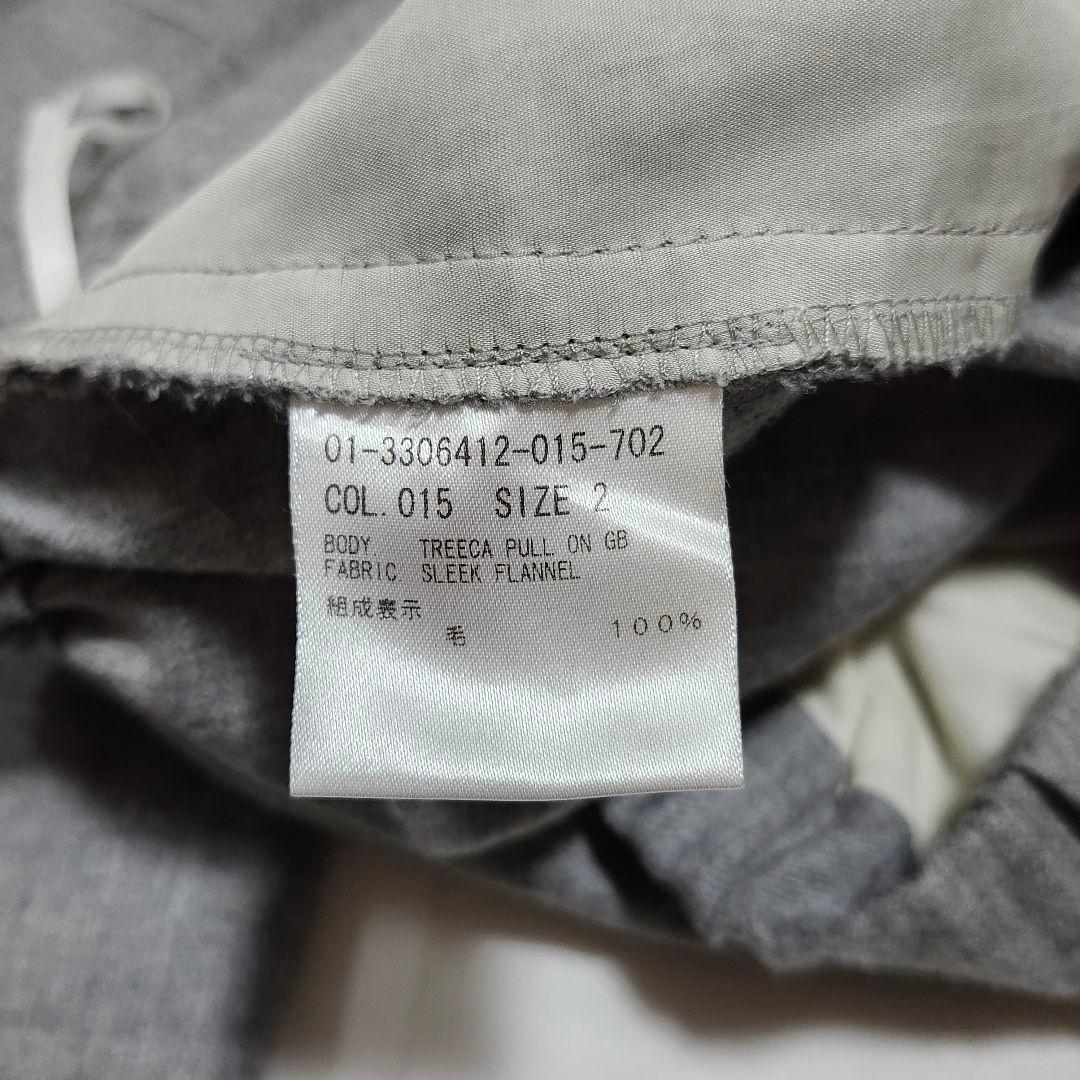 01-3306412-015-702
COL. 015 SIZE 2
BODY TREECA PULL ON GB
FABRIC SLEEK FLANNEL
組成表示
毛 100%